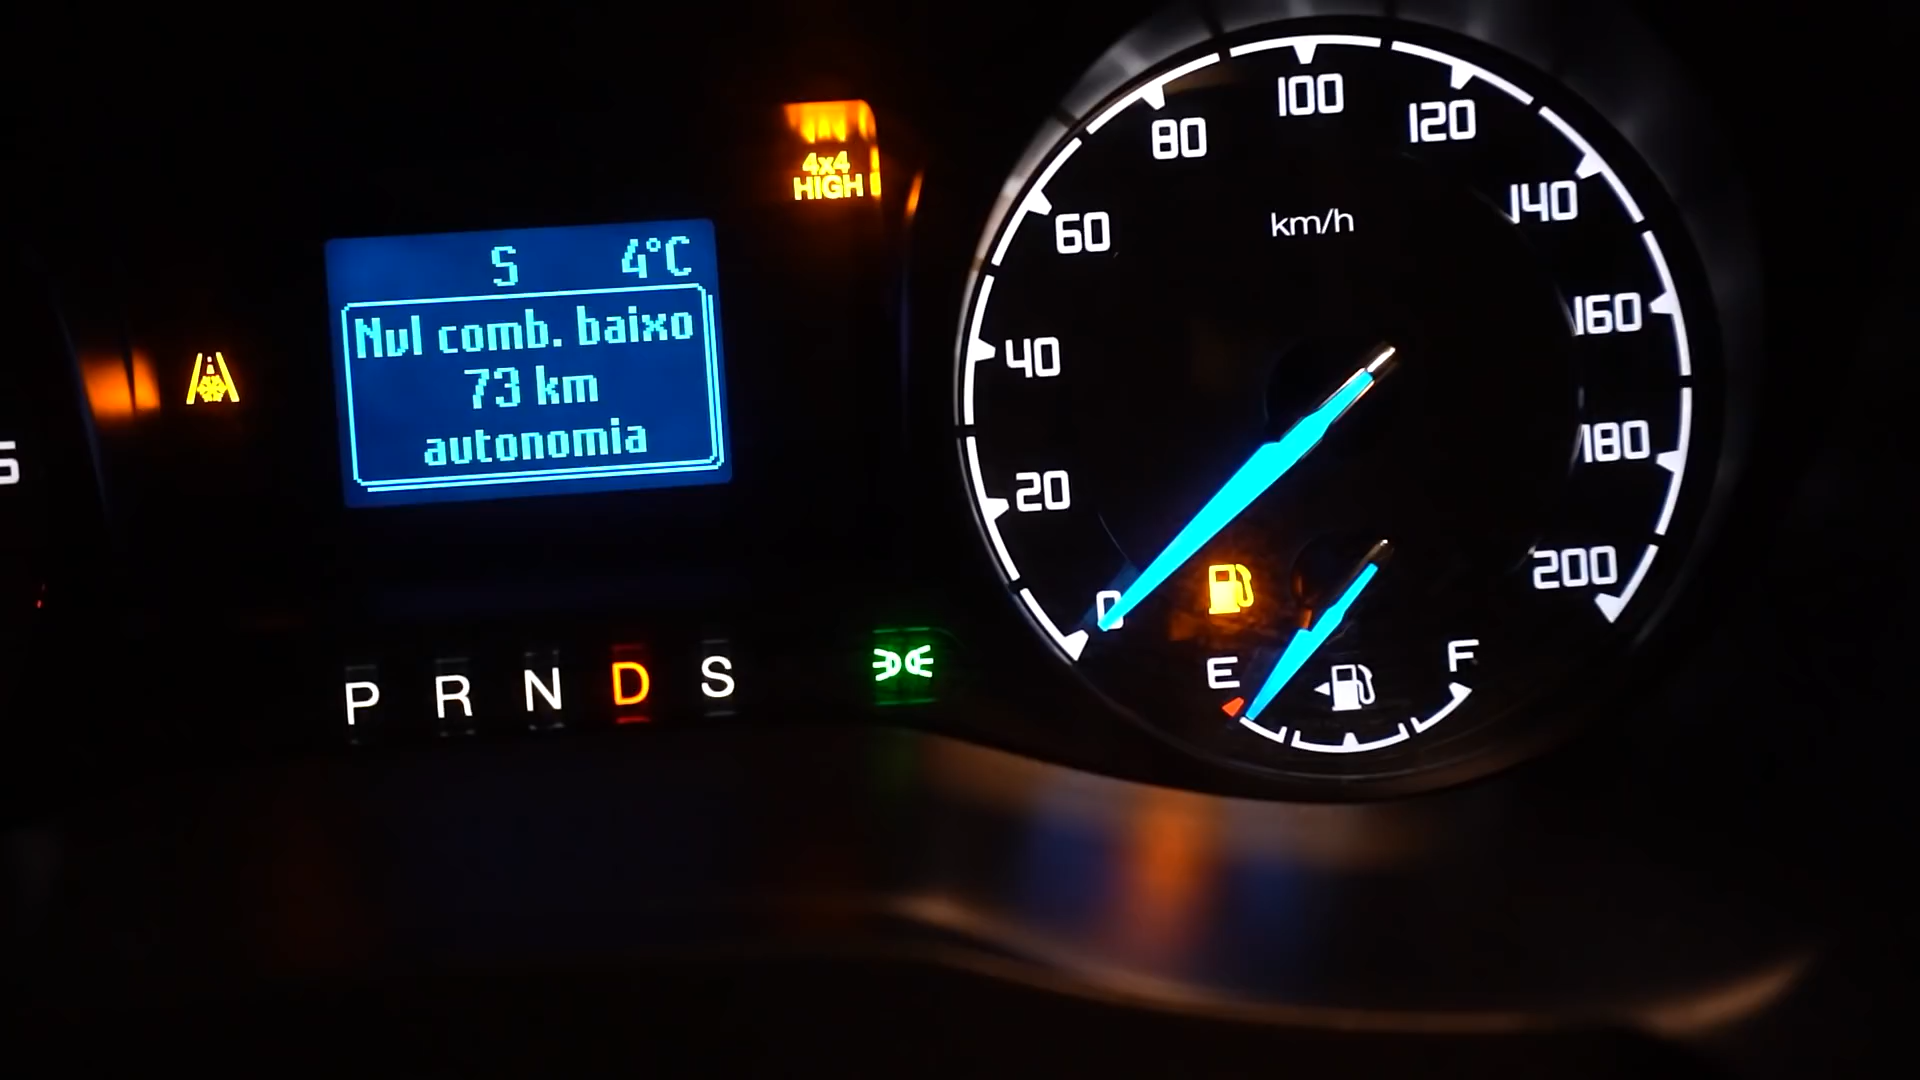 4x4
HIGH
S 4°C
Nvl comb. baixo
73 km
autonomia
P R N D S
km/h
0
20
40
60
80
100
120
140
160
180
200
E F